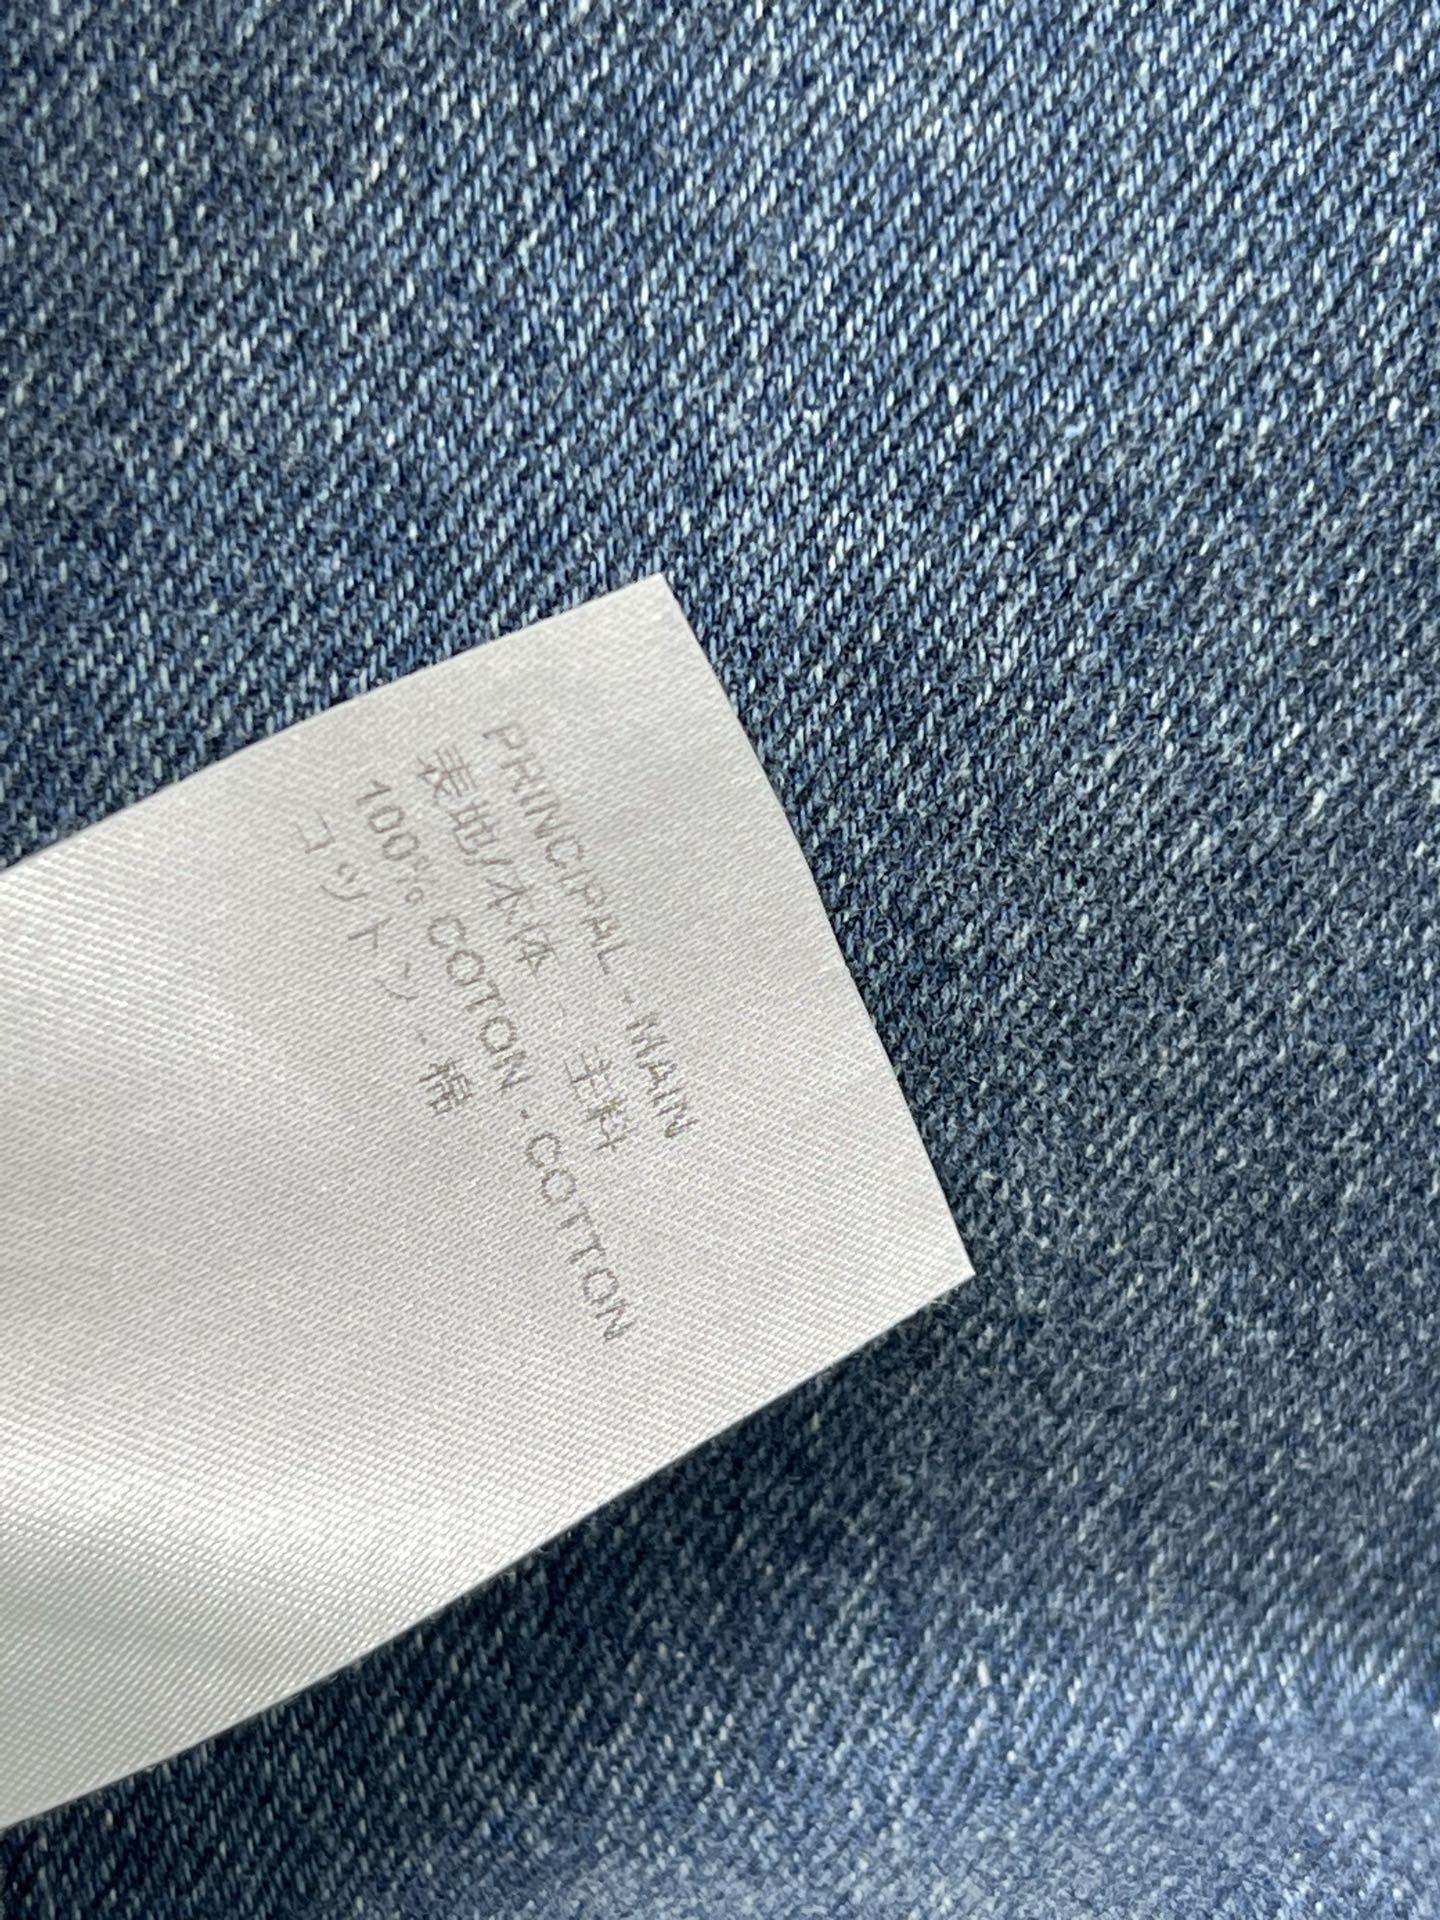 PRINCIPAL - MAIN
表地/本体 - 主料
100% COTON - COTTON
コットン - 棉